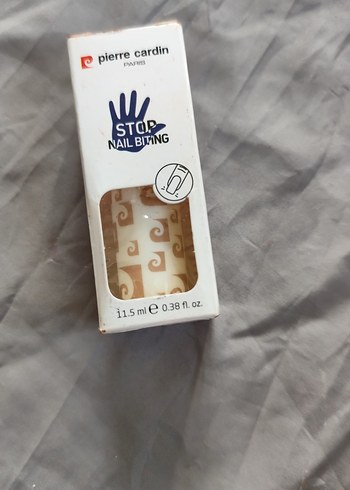 pierre cardin
PARIS
STOP
NAIL BITING
11.5 ml e 0.38 fl. oz.